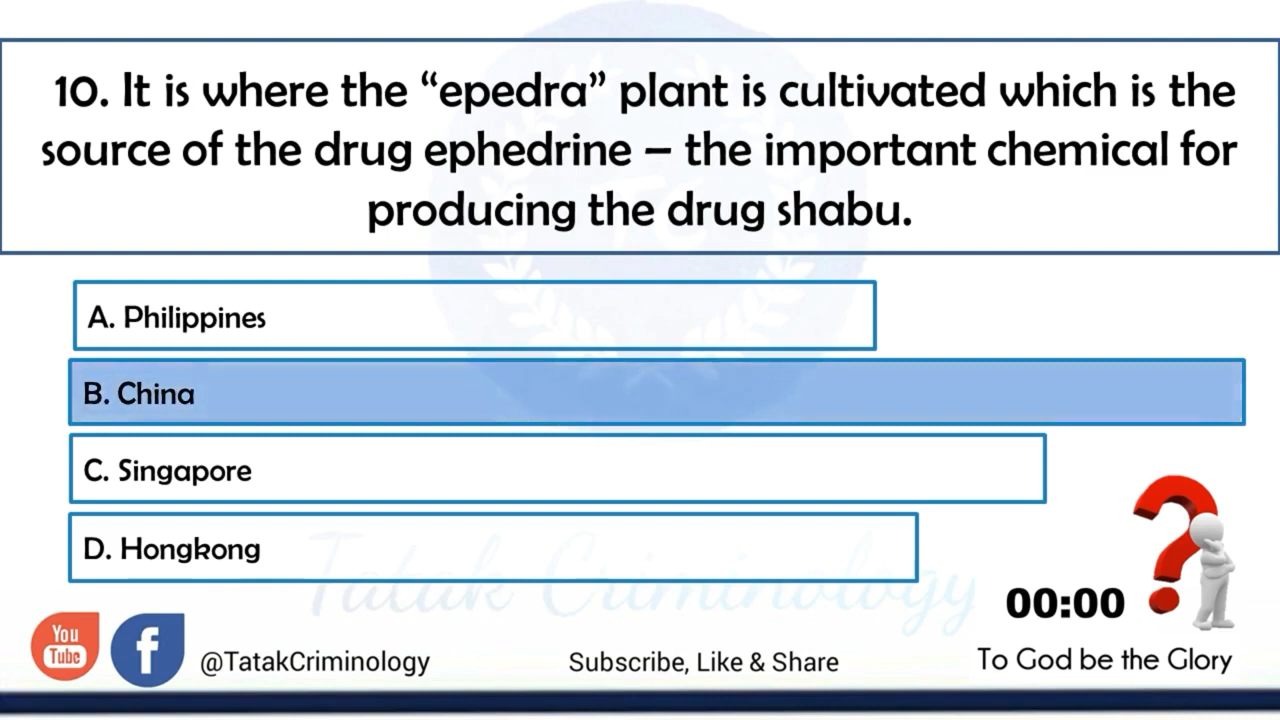 10. It is where the “epedra” plant is cultivated which is the
source of the drug ephedrine – the important chemical for
producing the drug shabu.
A. Philippines
B. China
C. Singapore
D. Hongkong
Tatak Criminology
00:00
You
Tube
f
@TatakCriminology
Subscribe, Like & Share
To God be the Glory